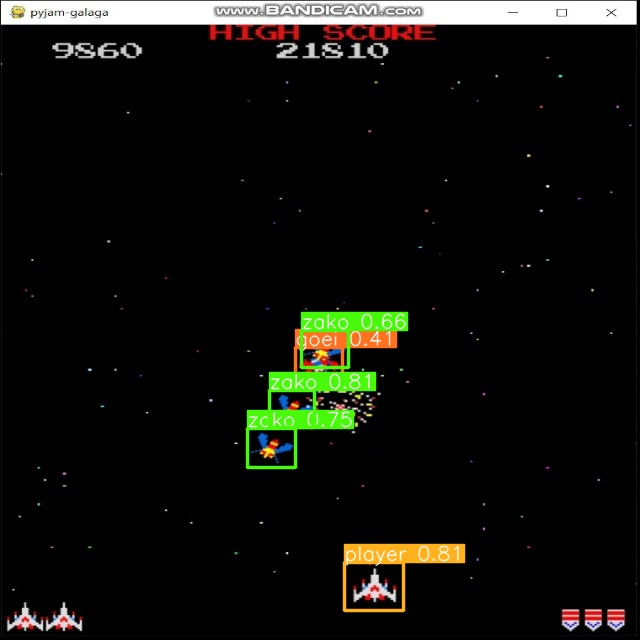 pyjam-galaga
www.BANDICAM.com
HIGH SCORE
9860
21810
zako 0.66
goei 0.41
zako 0.81
zako 0.75
player 0.81